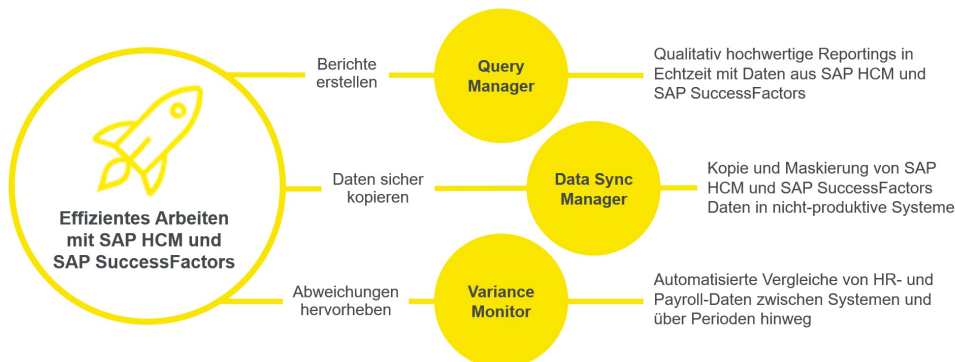 Effizientes Arbeiten
mit SAP HCM und
SAP SuccessFactors
Berichte
erstellen
Query
Manager
Qualitativ hochwertige Reportings in
Echtzeit mit Daten aus SAP HCM und
SAP SuccessFactors
Daten sicher
kopieren
Data Sync
Manager
Kopie und Maskierung von SAP
HCM und SAP SuccessFactors
Daten in nicht-produktive Systeme
Abweichungen
hervorheben
Variance
Monitor
Automatisierte Vergleiche von HR- und
Payroll-Daten zwischen Systemen und
über Perioden hinweg